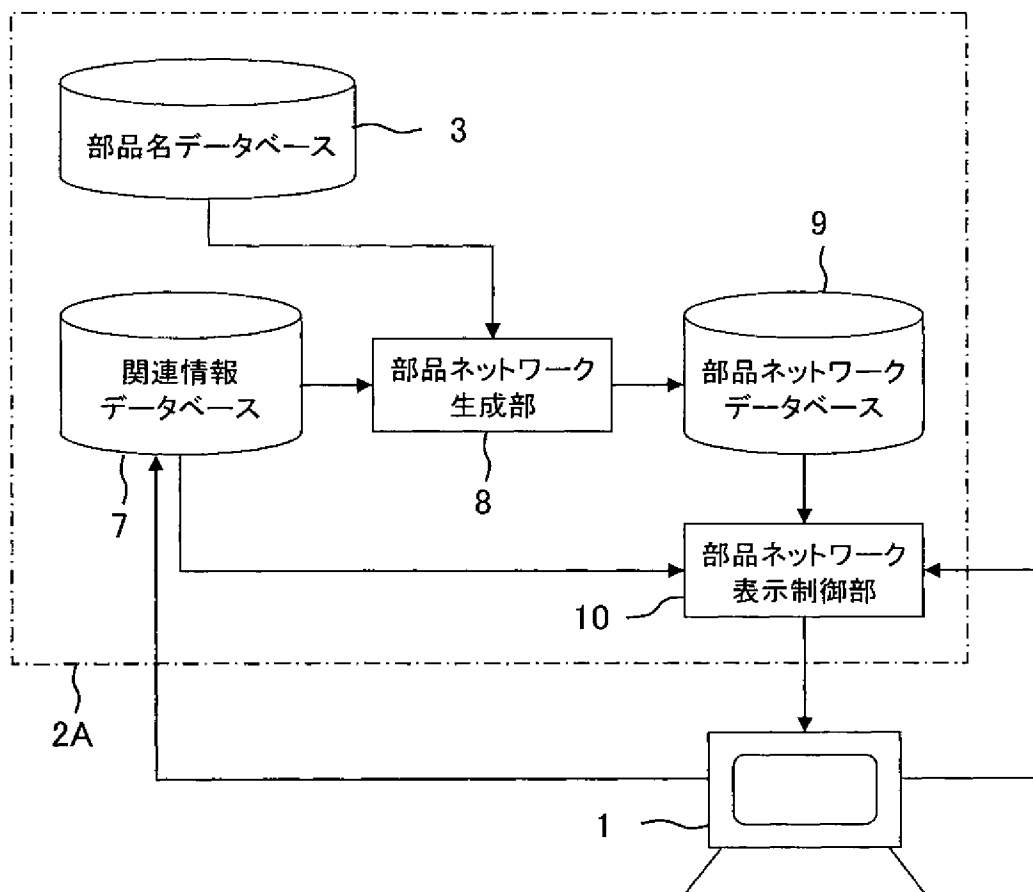 部品名データベース
3
9
関連情報
データベース
部品ネットワーク
生成部
部品ネットワーク
データベース
7
8
部品ネットワーク
表示制御部
10
2A
1